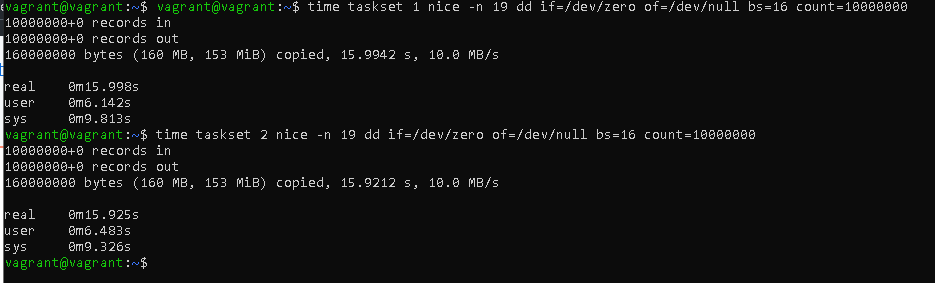 vagrant@vagrant:~$ vagrant@vagrant:~$ time taskset 1 nice -n 19 dd if=/dev/zero of=/dev/null bs=16 count=10000000
10000000+0 records in
10000000+0 records out
160000000 bytes (160 MB, 153 MiB) copied, 15.9942 s, 10.0 MB/s
real 0m15.998s
user 0m6.142s
sys 0m9.813s
vagrant@vagrant:~$ time taskset 2 nice -n 19 dd if=/dev/zero of=/dev/null bs=16 count=10000000
10000000+0 records in
10000000+0 records out
160000000 bytes (160 MB, 153 MiB) copied, 15.9212 s, 10.0 MB/s
real 0m15.925s
user 0m6.483s
sys 0m9.326s
vagrant@vagrant:~$